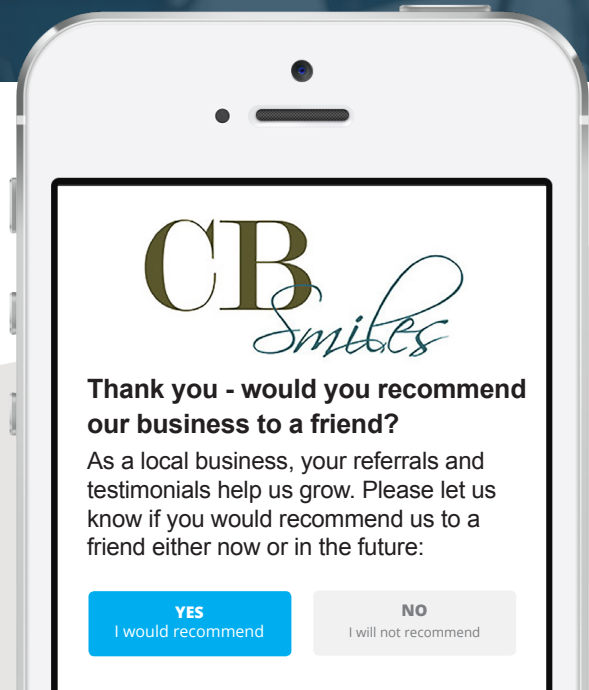 CB
Smiles
Thank you - would you recommend
our business to a friend?
As a local business, your referrals and
testimonials help us grow. Please let us
know if you would recommend us to a
friend either now or in the future:
YES
I would recommend
NO
I will not recommend